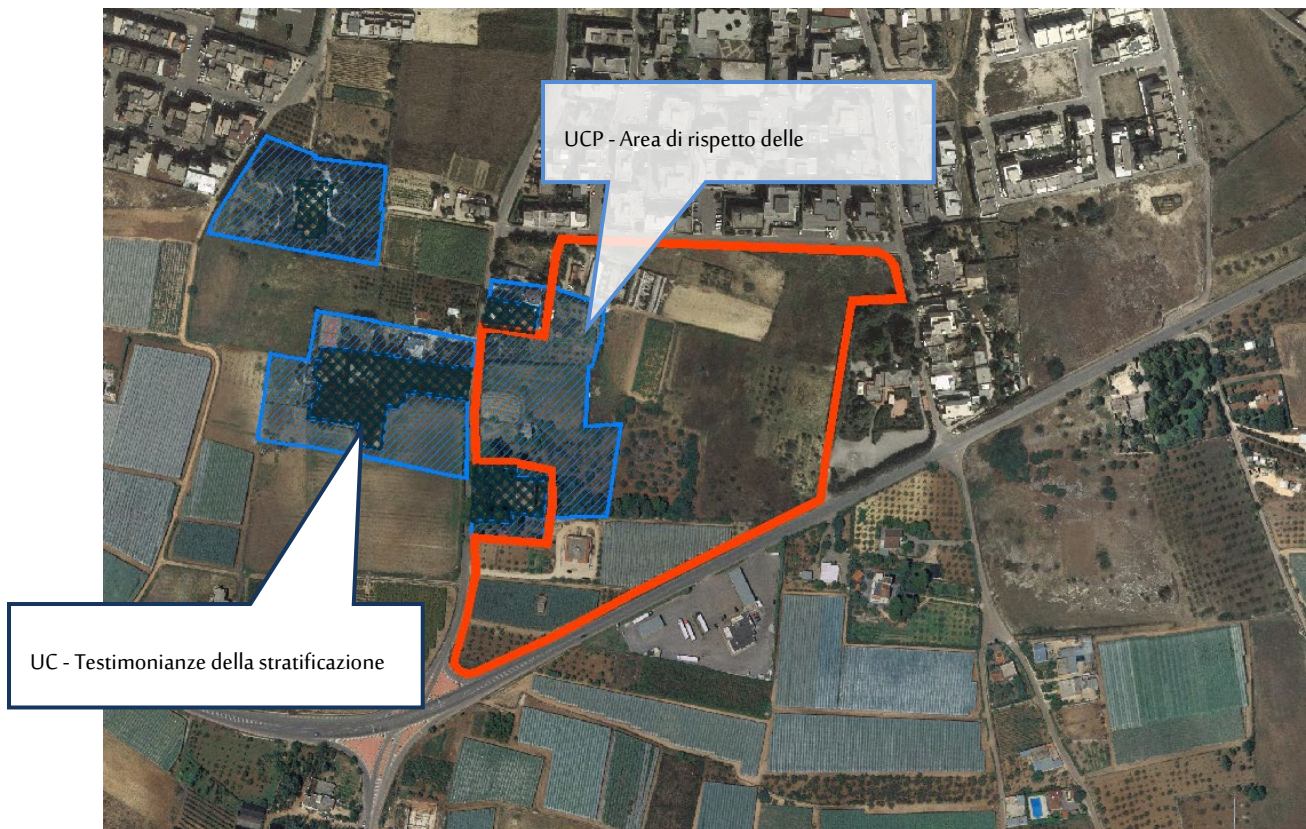 UCP - Area di rispetto delle
UC - Testimonianze della stratificazione